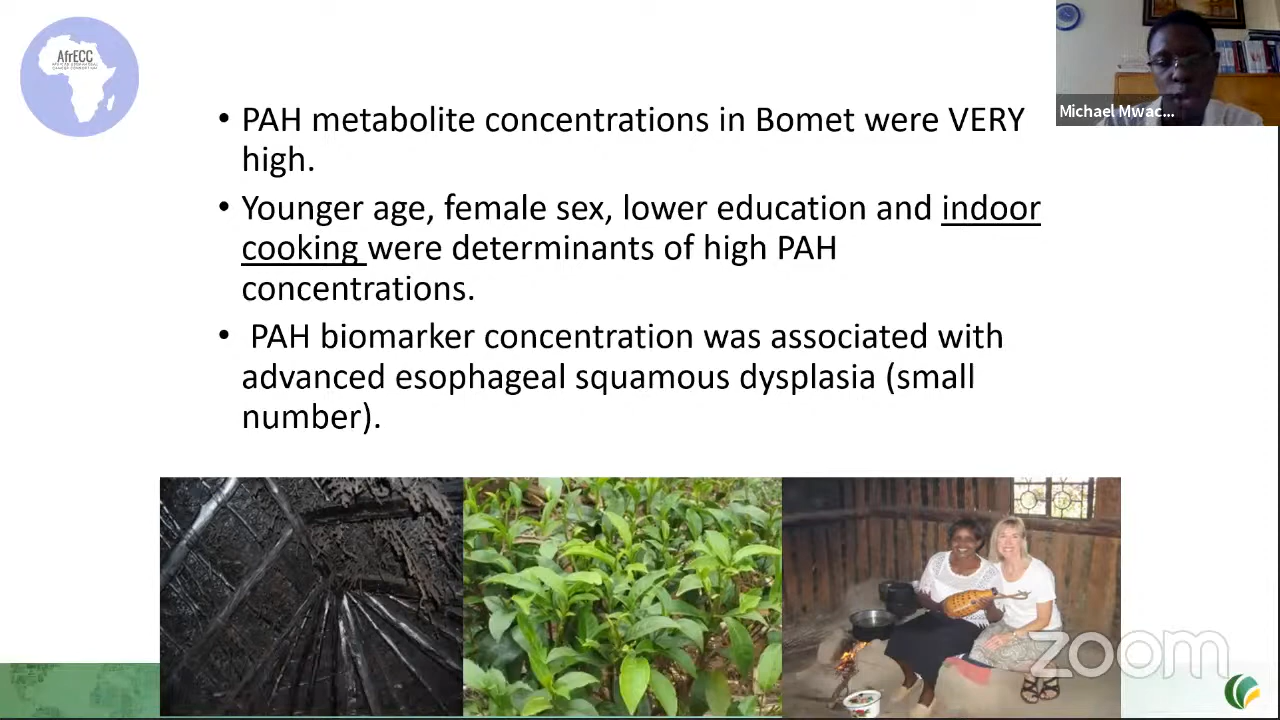 AfrECC
Michael Mwac...
• PAH metabolite concentrations in Bomet were VERY
high.
• Younger age, female sex, lower education and indoor
cooking were determinants of high PAH
concentrations.
• PAH biomarker concentration was associated with
advanced esophageal squamous dysplasia (small
number).
zoom